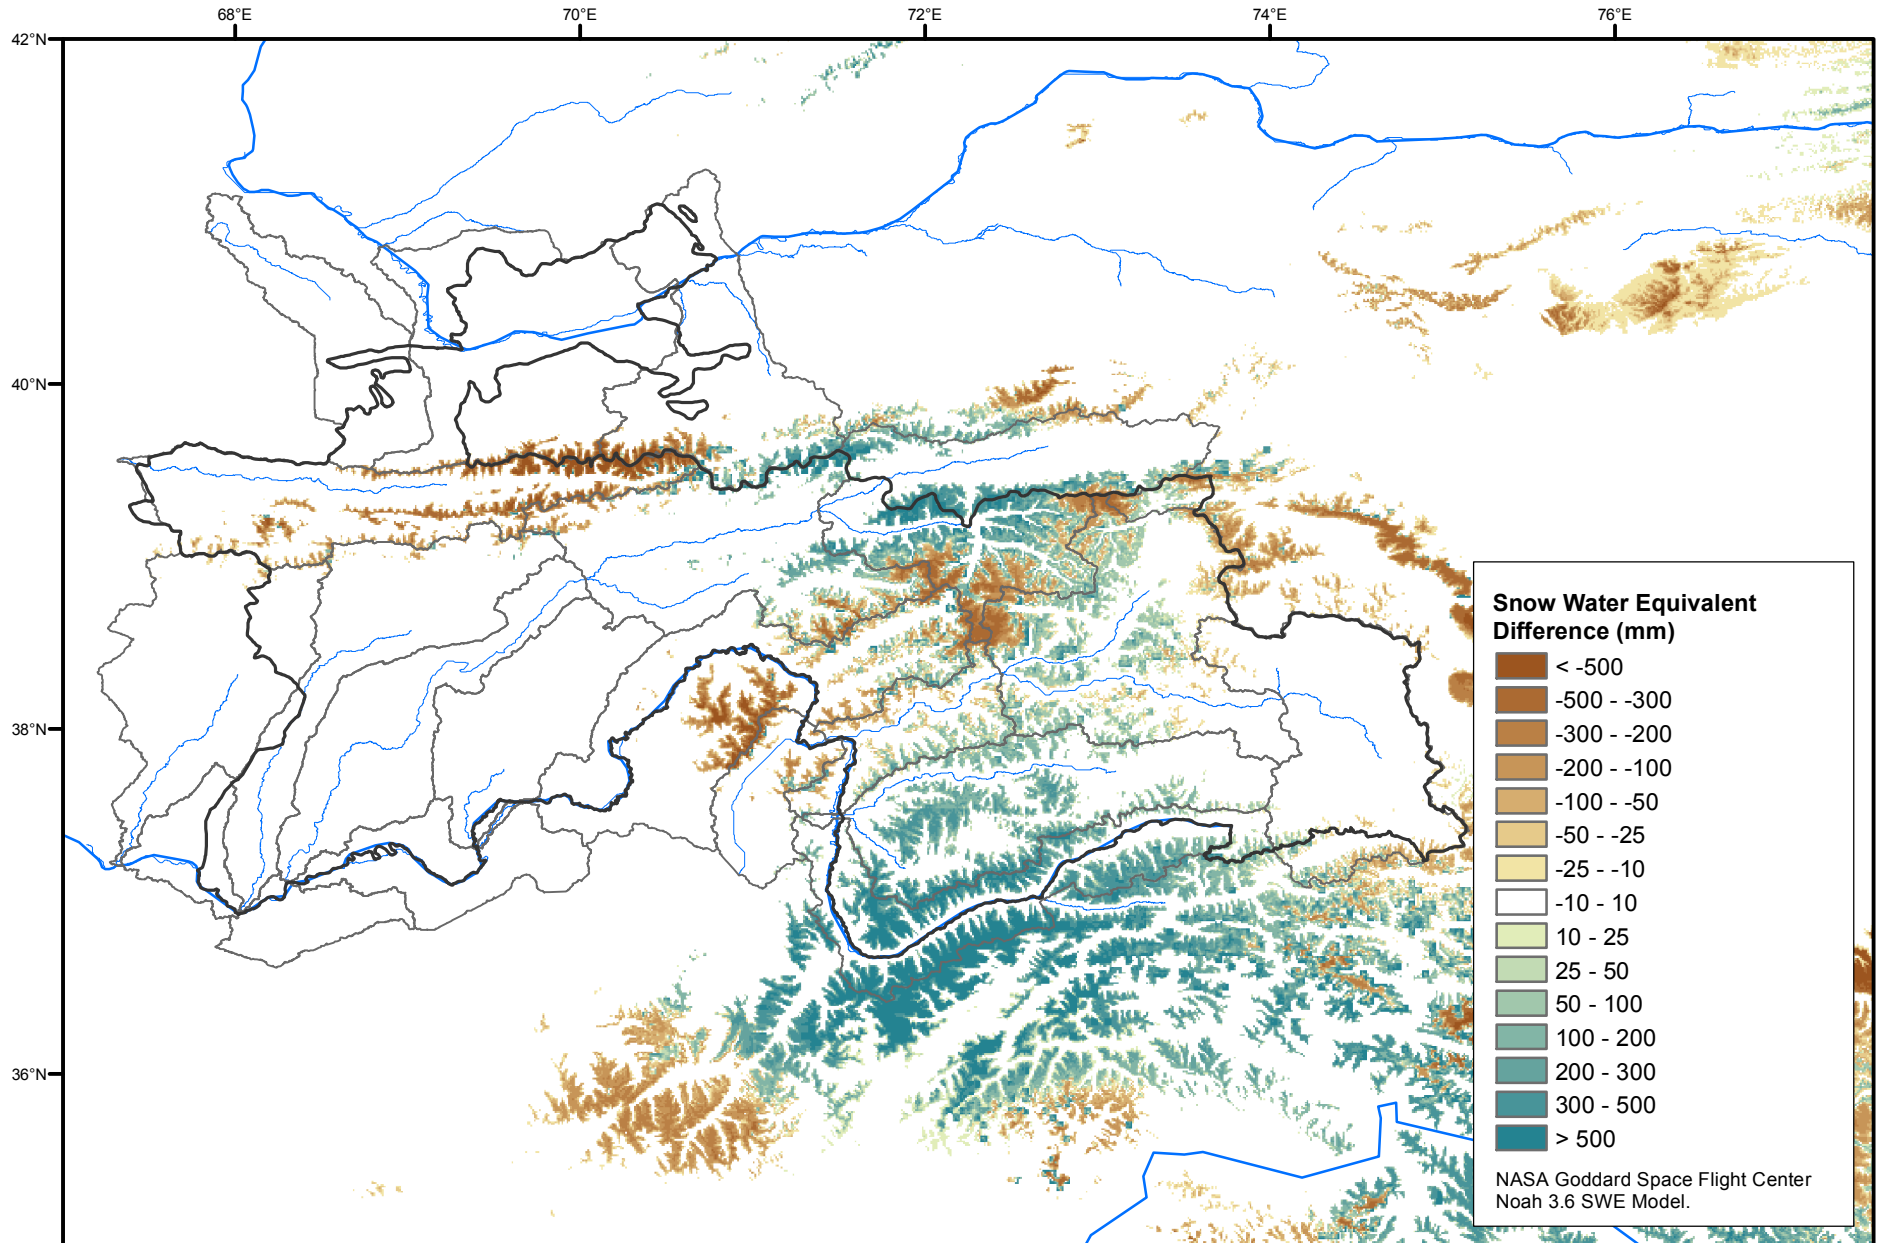 68°E
70°E
72°E
74°E
76°E
42°N
40°N
38°N
36°N
Snow Water Equivalent
Difference (mm)
< -500
-500 - -300
-300 - -200
-200 - -100
-100 - -50
-50 - -25
-25 - -10
-10 - 10
10 - 25
25 - 50
50 - 100
100 - 200
200 - 300
300 - 500
> 500
NASA Goddard Space Flight Center
Noah 3.6 SWE Model.